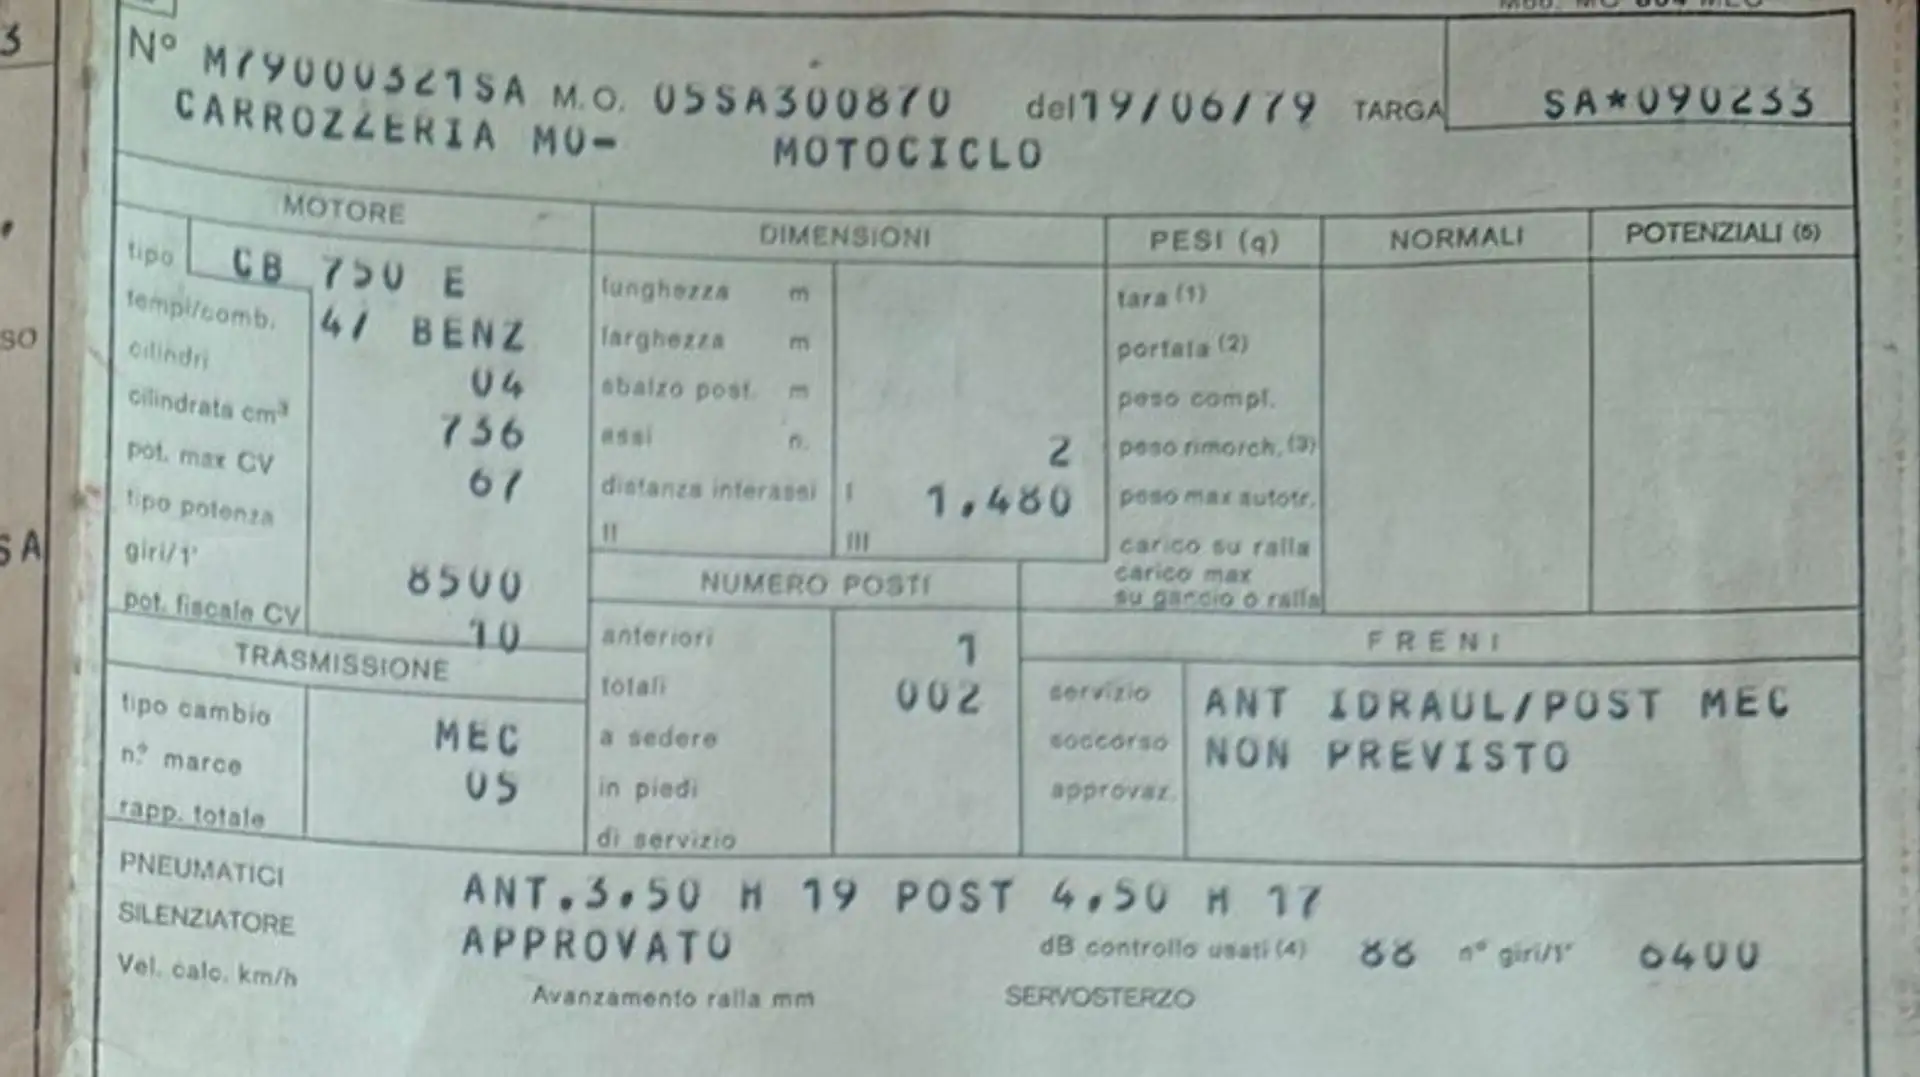 3
Nº M79000321SA M.O. 05SA300870 del 19/06/79 TARGA SA*090233
CARROZZERIA MO- MOTOCICLO
MOTORE DIMENSIONI PESI (q) NORMALI POTENZIALI (5)
tipo CB 750 E
tempi/comb. 4/ BENZ
cilindri 04
cilindrata cm³ 736
pot. max CV 67
tipo potenza
giri/1' 8500
pot. fiscale CV 10
lunghezza m
larghezza m
sbalzo post. m
assi n. 2
distanza interassi I 1,480
II III
tara (1)
portata (2)
peso compl.
peso rimorch. (3)
peso max autotr.
carico su ralla
carico max
su gancio o ralla
SO
SA
TRASMISSIONE
tipo cambio MEC
n.º marce 05
rapp. totale
NUMERO POSTI
anteriori 1
totali 002
a sedere
in piedi
di servizio
FRENI
servizio ANT IDRAUL/POST MEC
soccorso NON PREVISTO
approvaz.
PNEUMATICI ANT.3.50 H 19 POST 4,50 H 17
SILENZIATORE APPROVATO dB controllo usati (4) 88 nº giri/1' 6400
Vel. calc. km/h Avanzamento ralla mm SERVOSTERZO